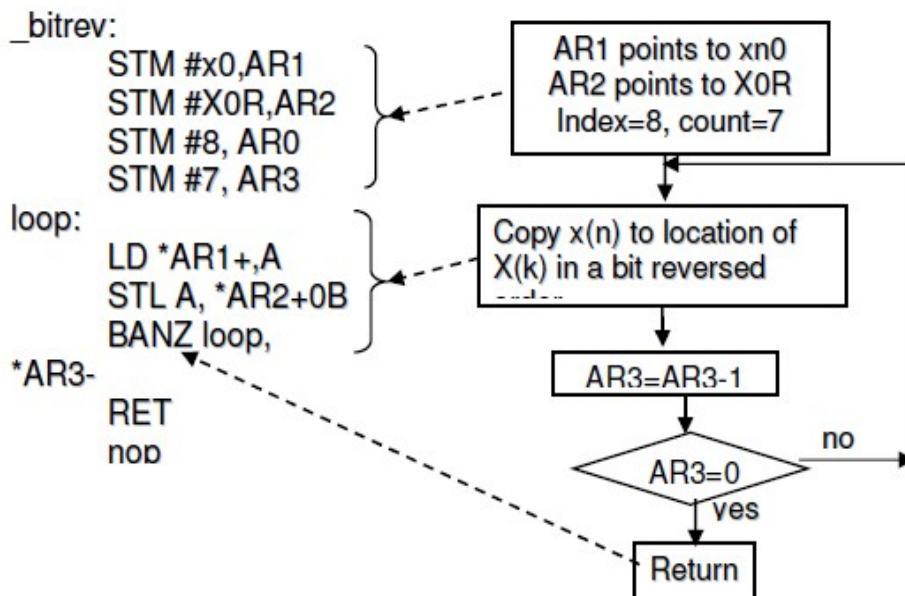 _bitrev:
STM #x0,AR1
STM #X0R,AR2
STM #8, AR0
STM #7, AR3
loop:
LD *AR1+,A
STL A, *AR2+0B
BANZ loop,
*AR3-
RET
nop
AR1 points to xn0
AR2 points to X0R
Index=8, count=7
Copy x(n) to location of
X(k) in a bit reversed
order
AR3=AR3-1
AR3=0
no
yes
Return